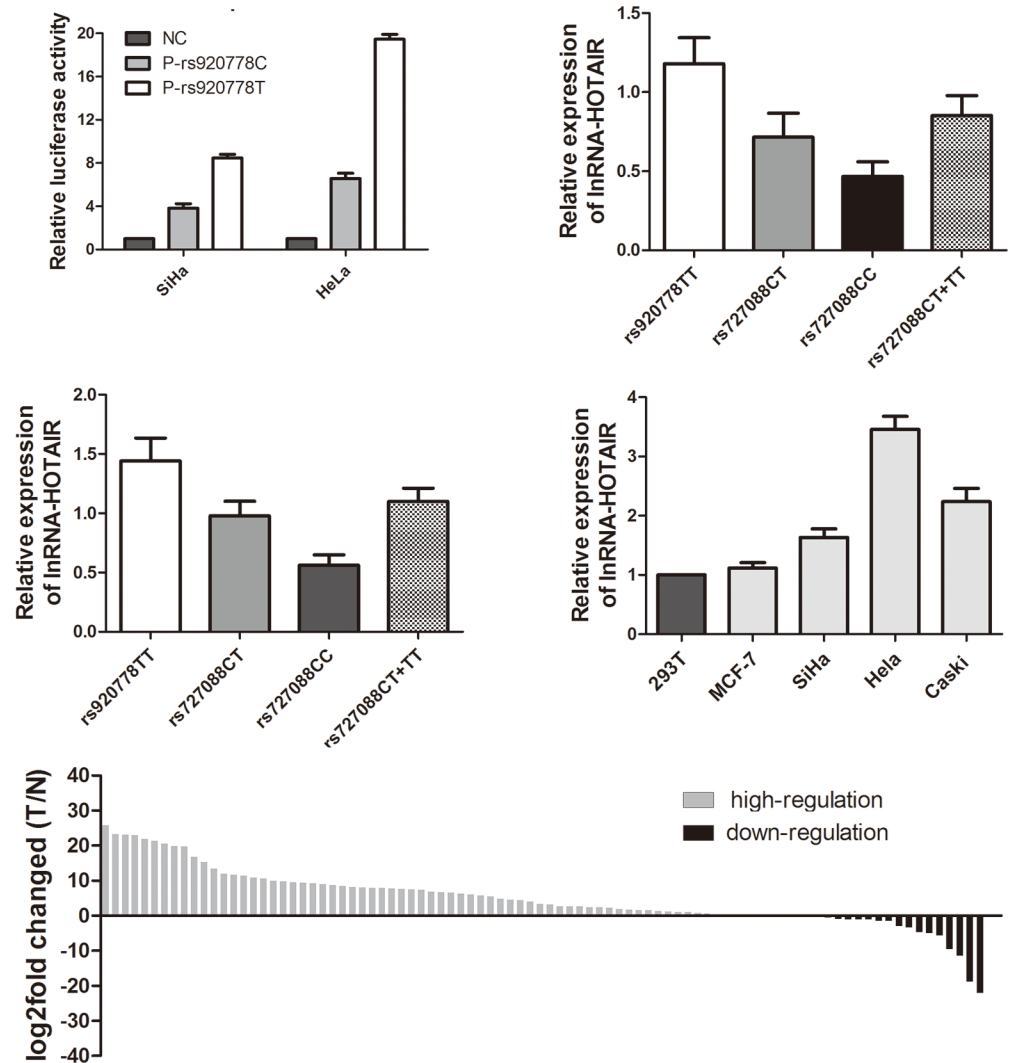 Relative luciferase activity
20
16
12
8
4
0
NC
P-rs920778C
P-rs920778T
SiHa
HeLa
Relative expression
of lnRNA-HOTAIR
1.5
1.0
0.5
0.0
rs920778TT
rs727088CT
rs727088CC
rs727088CT+TT
Relative expression
of lnRNA-HOTAIR
2.0
1.5
1.0
0.5
0.0
rs920778TT
rs727088CT
rs727088CC
rs727088CT+TT
Relative expression
of lnRNA-HOTAIR
4
3
2
1
0
293T
MCF-7
SiHa
Hela
Caski
log2fold changed (T/N)
40
30
20
10
0
-10
-20
-30
-40
high-regulation
down-regulation